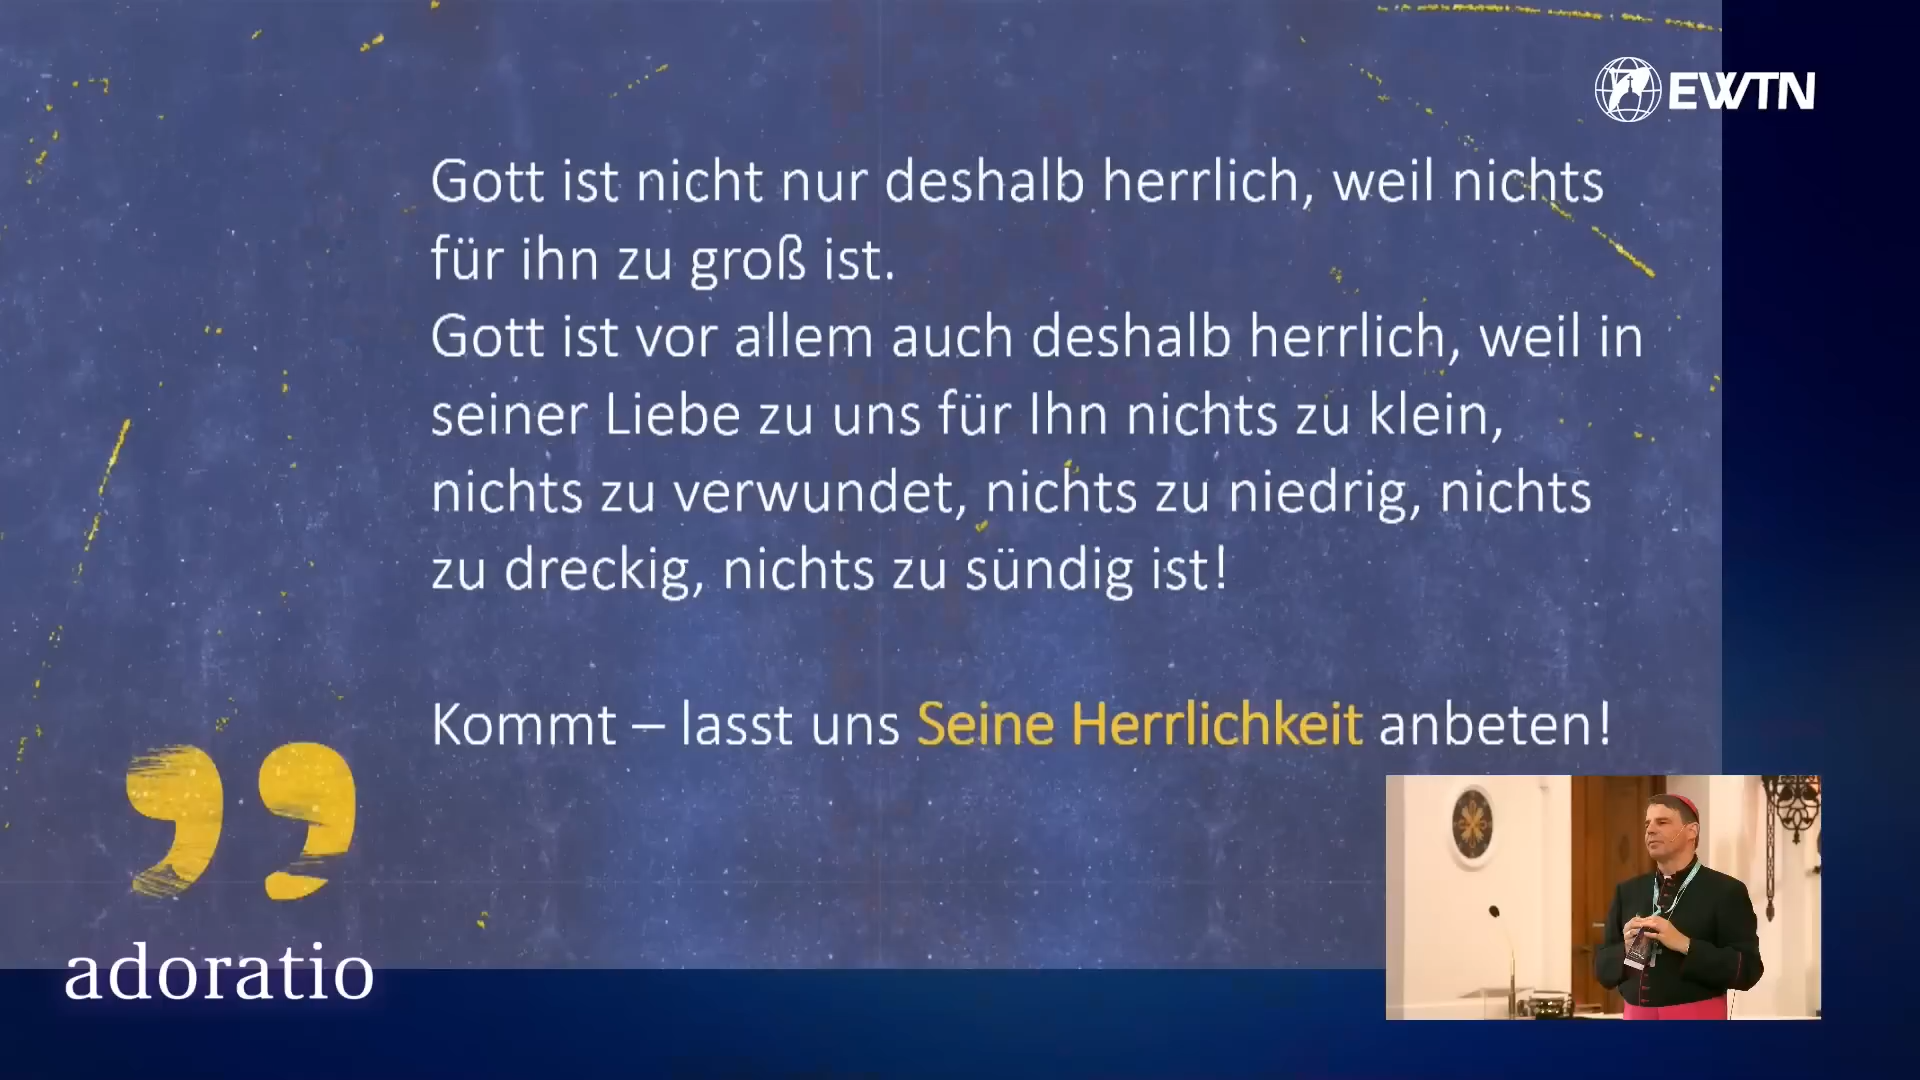 EWTN
Gott ist nicht nur deshalb herrlich, weil nichts
für ihn zu groß ist.
Gott ist vor allem auch deshalb herrlich, weil in
seiner Liebe zu uns für Ihn nichts zu klein,
nichts zu verwundet, nichts zu niedrig, nichts
zu dreckig, nichts zu sündig ist!
Kommt – lasst uns Seine Herrlichkeit anbeten!
adoratio